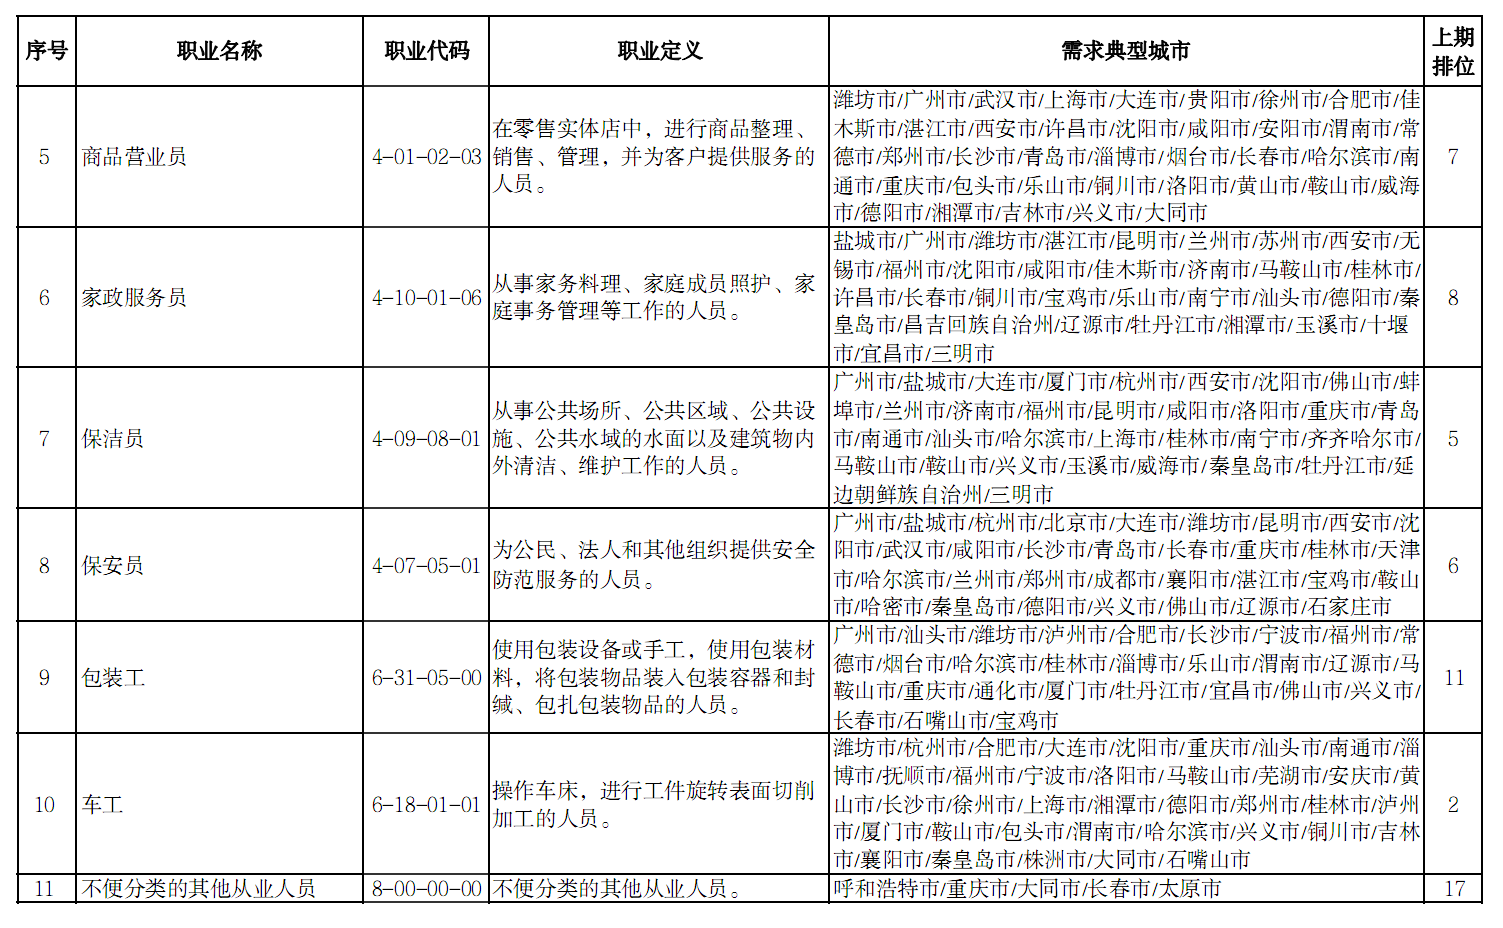 序号 职业名称 职业代码 职业定义 需求典型城市 上期排位
5 商品营业员 4-01-02-03
在零售实体店中，进行商品整理、
销售、管理，并为客户提供服务的
人员。
潍坊市/广州市/武汉市/上海市/大连市/贵阳市/徐州市/合肥市/佳
木斯市/湛江市/西安市/许昌市/沈阳市/咸阳市/安阳市/渭南市/常
德市/郑州市/长沙市/青岛市/淄博市/烟台市/长春市/哈尔滨市/南
通市/重庆市/包头市/乐山市/铜川市/洛阳市/黄山市/鞍山市/威海
市/德阳市/湘潭市/吉林市/兴义市/大同市
7
6 家政服务员 4-10-01-06
从事家务料理、家庭成员照护、家
庭事务管理等工作的人员。
盐城市/广州市/潍坊市/湛江市/昆明市/兰州市/苏州市/西安市/无
锡市/福州市/沈阳市/咸阳市/佳木斯市/济南市/马鞍山市/桂林市/
许昌市/长春市/铜川市/宝鸡市/乐山市/南宁市/汕头市/德阳市/秦
皇岛市/昌吉回族自治州/辽源市/牡丹江市/湘潭市/玉溪市/十堰
市/宜昌市/三明市
8
7 保洁员 4-09-08-01
从事公共场所、公共区域、公共设
施、公共水域的水面以及建筑物内
外清洁、维护工作的人员。
广州市/盐城市/大连市/厦门市/杭州市/西安市/沈阳市/佛山市/蚌
埠市/兰州市/济南市/福州市/昆明市/咸阳市/洛阳市/重庆市/青岛
市/南通市/汕头市/哈尔滨市/上海市/桂林市/南宁市/齐齐哈尔市/
马鞍山市/鞍山市/兴义市/玉溪市/威海市/秦皇岛市/牡丹江市/延
边朝鲜族自治州/三明市
5
8 保安员 4-07-05-01
为公民、法人和其他组织提供安全
防范服务的人员。
广州市/盐城市/杭州市/北京市/大连市/潍坊市/昆明市/西安市/沈
阳市/武汉市/咸阳市/长沙市/青岛市/长春市/重庆市/桂林市/天津
市/哈尔滨市/兰州市/郑州市/成都市/襄阳市/湛江市/宝鸡市/鞍山
市/哈密市/秦皇岛市/德阳市/兴义市/佛山市/辽源市/石家庄市
6
9 包装工 6-31-05-00
使用包装设备或手工，使用包装材
料，将包装物品装入包装容器和封
缄、包扎包装物品的人员。
广州市/汕头市/潍坊市/泸州市/合肥市/长沙市/宁波市/福州市/常
德市/烟台市/哈尔滨市/桂林市/淄博市/乐山市/渭南市/辽源市/马
鞍山市/重庆市/通化市/厦门市/牡丹江市/宜昌市/佛山市/兴义市/
长春市/石嘴山市/宝鸡市
11
10 车工 6-18-01-01
操作车床，进行工件旋转表面切削
加工的人员。
潍坊市/杭州市/合肥市/大连市/沈阳市/重庆市/汕头市/南通市/淄
博市/抚顺市/福州市/宁波市/洛阳市/马鞍山市/芜湖市/安庆市/黄
山市/长沙市/徐州市/上海市/湘潭市/德阳市/郑州市/桂林市/泸州
市/厦门市/鞍山市/包头市/渭南市/哈尔滨市/兴义市/铜川市/吉林
市/襄阳市/秦皇岛市/株洲市/大同市/石嘴山市
2
11 不便分类的其他从业人员 8-00-00-00 不便分类的其他从业人员。 呼和浩特市/重庆市/大同市/长春市/太原市 17